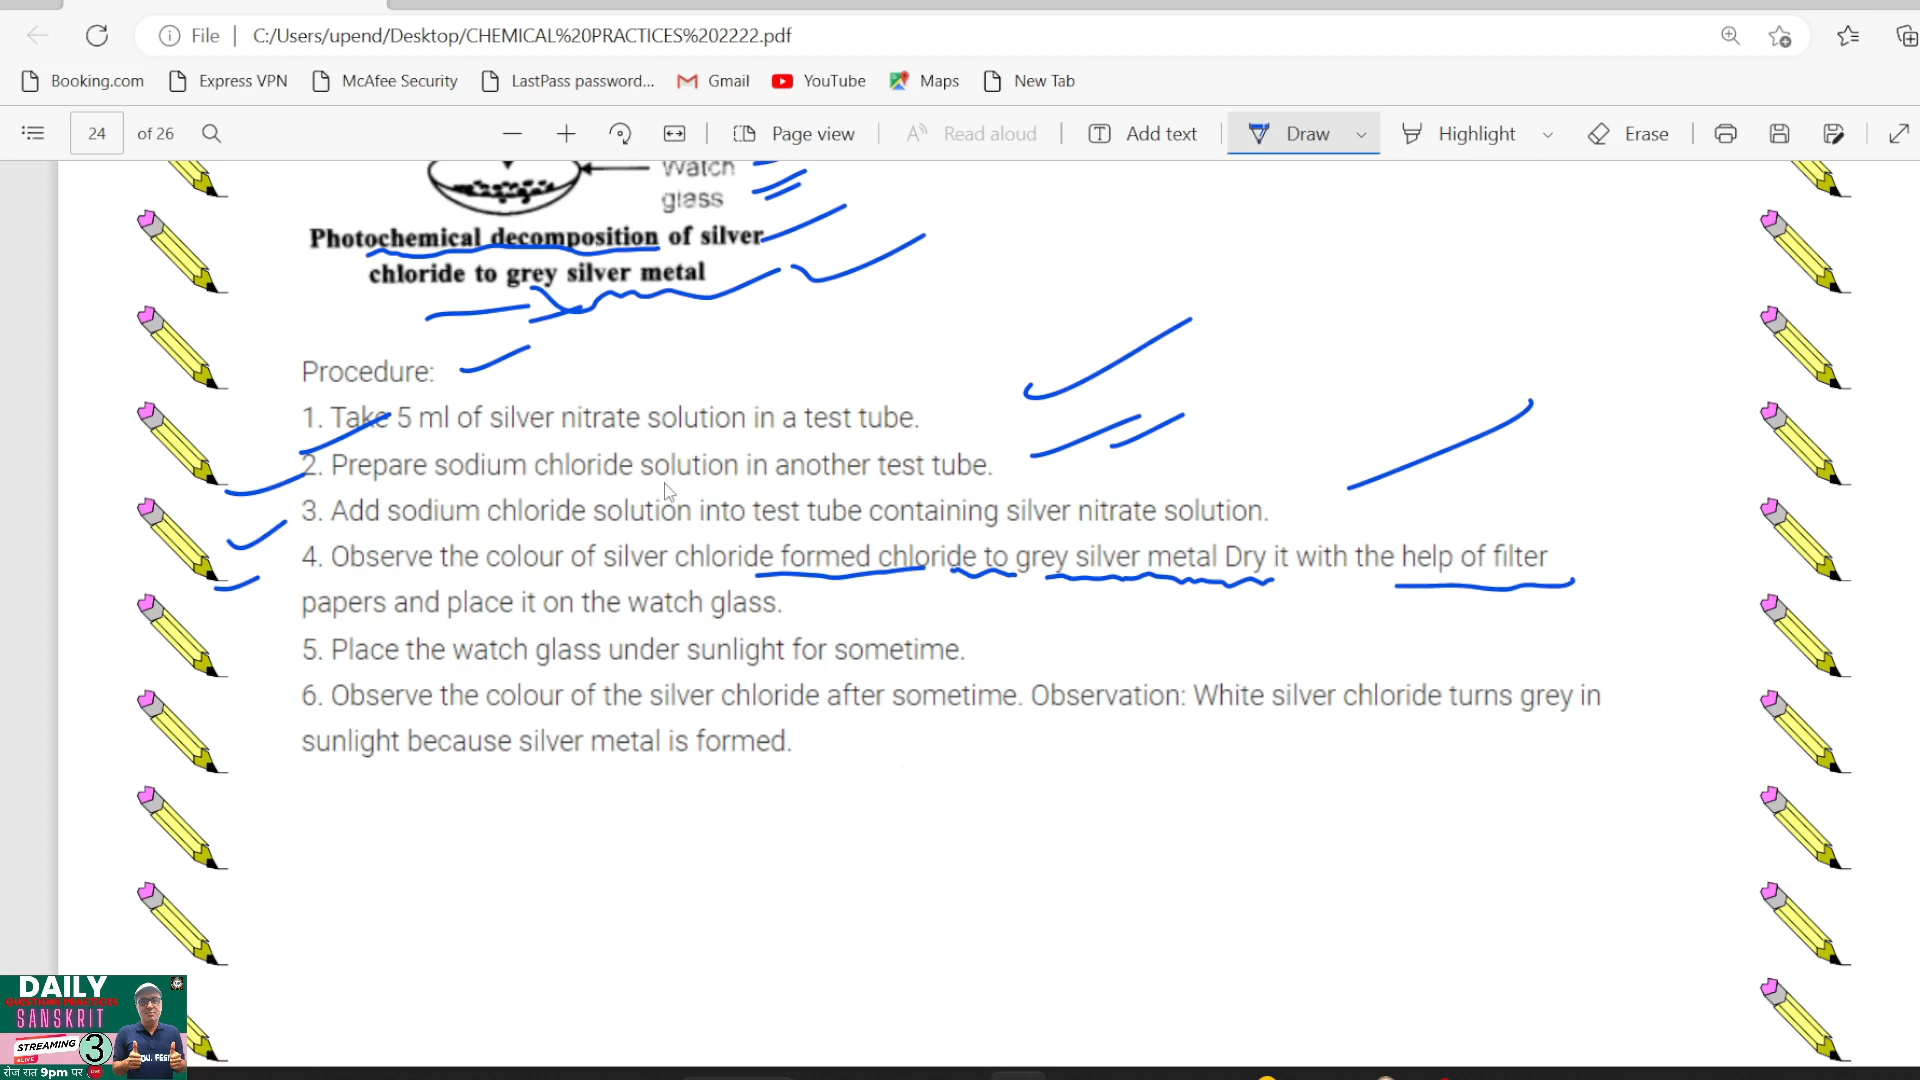 File
C:/Users/upend/Desktop/CHEMICAL%20PRACTICES%202222.pdf
Booking.com Express VPN McAfee Security LastPass password... Gmail YouTube Maps New Tab
24 of 26 Page view Read aloud Add text Draw Highlight Erase
Watch
glass
Photochemical decomposition of silver
chloride to grey silver metal
Procedure:
1. Take 5 ml of silver nitrate solution in a test tube.
2. Prepare sodium chloride solution in another test tube.
3. Add sodium chloride solution into test tube containing silver nitrate solution.
4. Observe the colour of silver chloride formed chloride to grey silver metal Dry it with the help of filter
papers and place it on the watch glass.
5. Place the watch glass under sunlight for sometime.
6. Observe the colour of the silver chloride after sometime. Observation: White silver chloride turns grey in
sunlight because silver metal is formed.
DAILY
QUESTIONS PRACTICES
SANSKRIT
STREAMING 3
LIVE
रोज रात 9pm पर